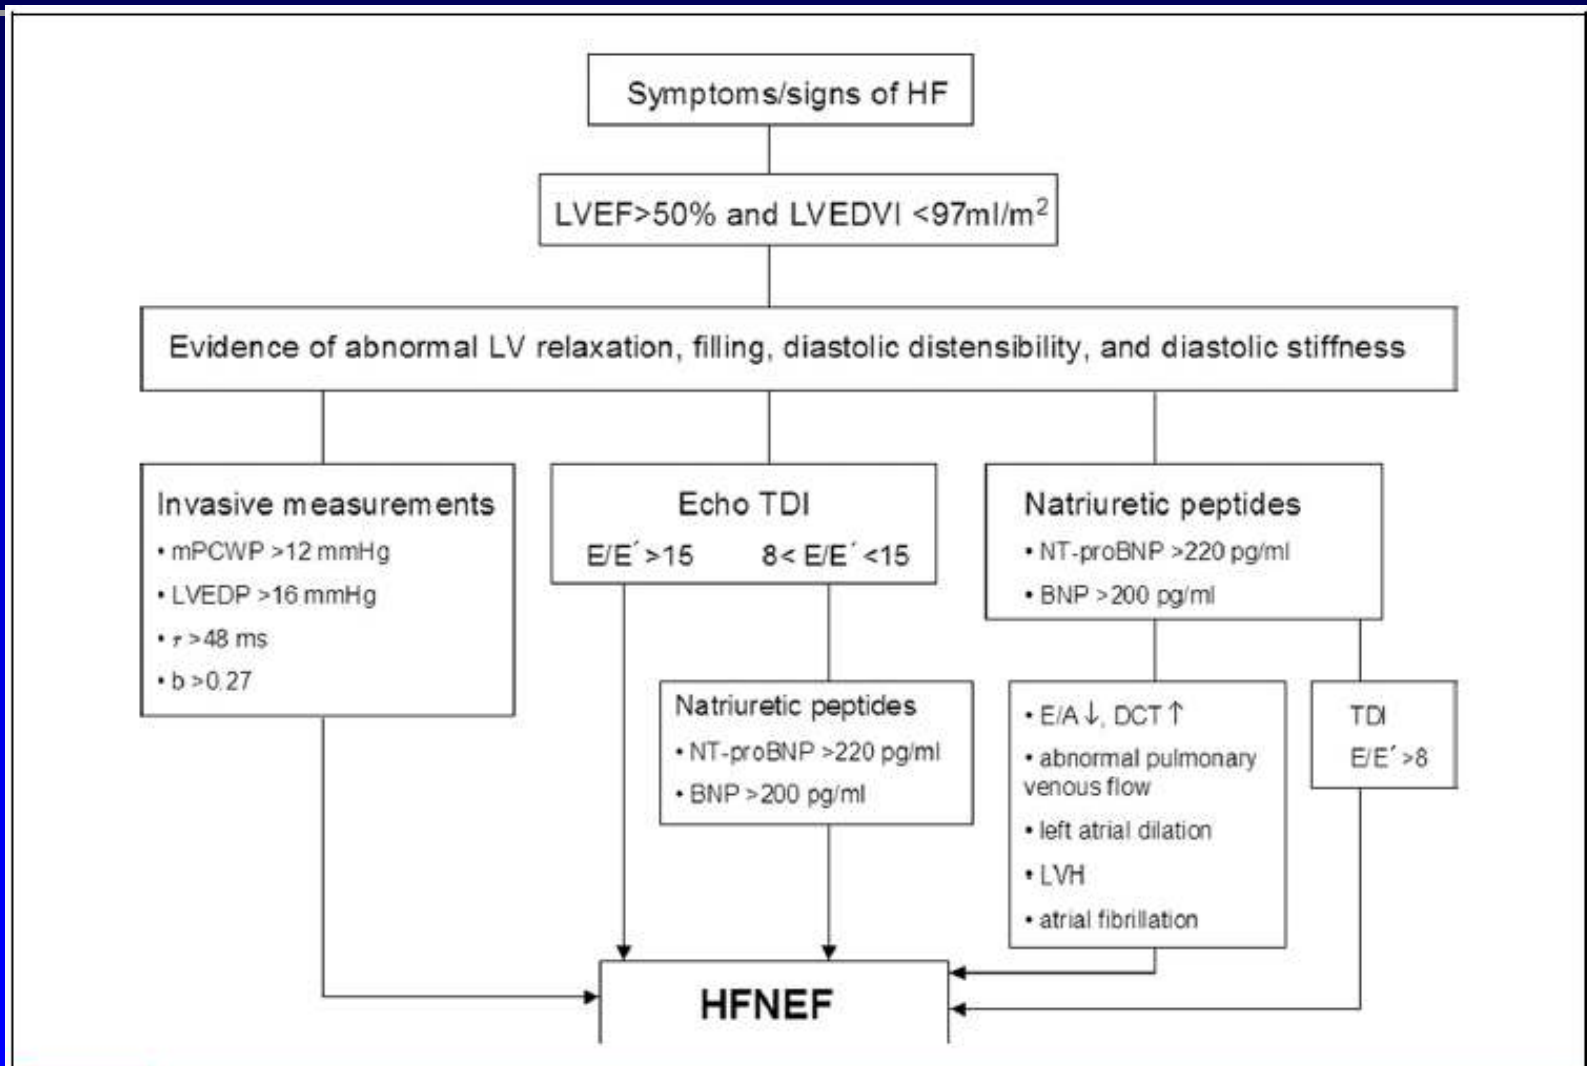 Symptoms/signs of HF
LVEF>50% and LVEDVI <97ml/m²
Evidence of abnormal LV relaxation, filling, diastolic distensibility, and diastolic stiffness
Invasive measurements
• mPCWP >12 mmHg
• LVEDP >16 mmHg
• τ >48 ms
• b >0.27
Echo TDI
E/E´ >15 8< E/E´ <15
Natriuretic peptides
• NT-proBNP >220 pg/ml
• BNP >200 pg/ml
Natriuretic peptides
• NT-proBNP >220 pg/ml
• BNP >200 pg/ml
• E/A ↓, DCT ↑
• abnormal pulmonary
venous flow
• left atrial dilation
• LVH
• atrial fibrillation
TDI
E/E´ >8
HFNEF